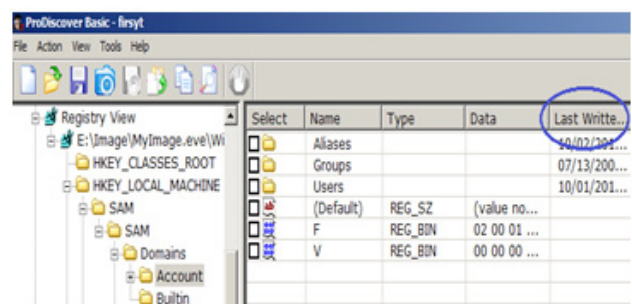 ProDiscover Basic - firsyt
File Action View Tools Help
Registry View
E:\Image\MyImage.eve\Wi
HKEY_CLASSES_ROOT
HKEY_LOCAL_MACHINE
SAM
SAM
Domains
Account
Builtin
Select Name Type Data Last Writte...
Aliases 10/02/201...
Groups 07/13/200...
Users 10/01/201...
(Default) REG_SZ (value no...
F REG_BIN 02 00 01 ...
V REG_BIN 00 00 00 ...